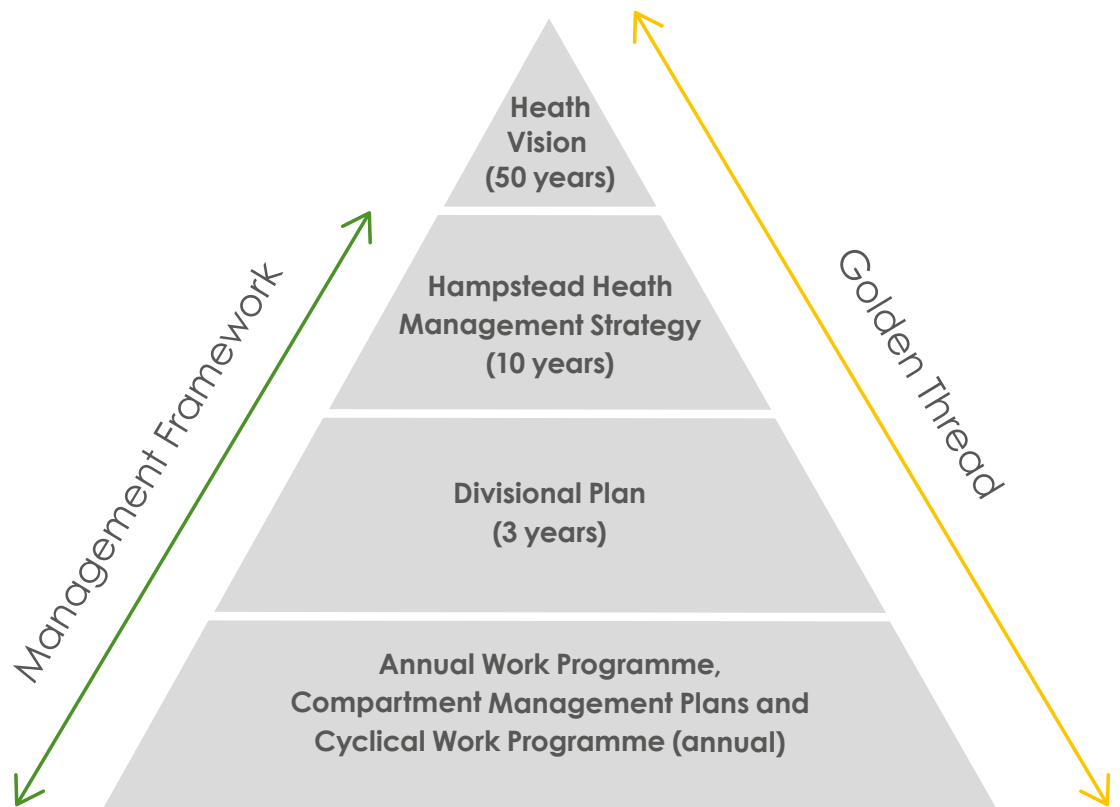 Heath
Vision
(50 years)
Hampstead Heath
Management Strategy
(10 years)
Divisional Plan
(3 years)
Annual Work Programme,
Compartment Management Plans and
Cyclical Work Programme (annual)
Management Framework
Golden Thread